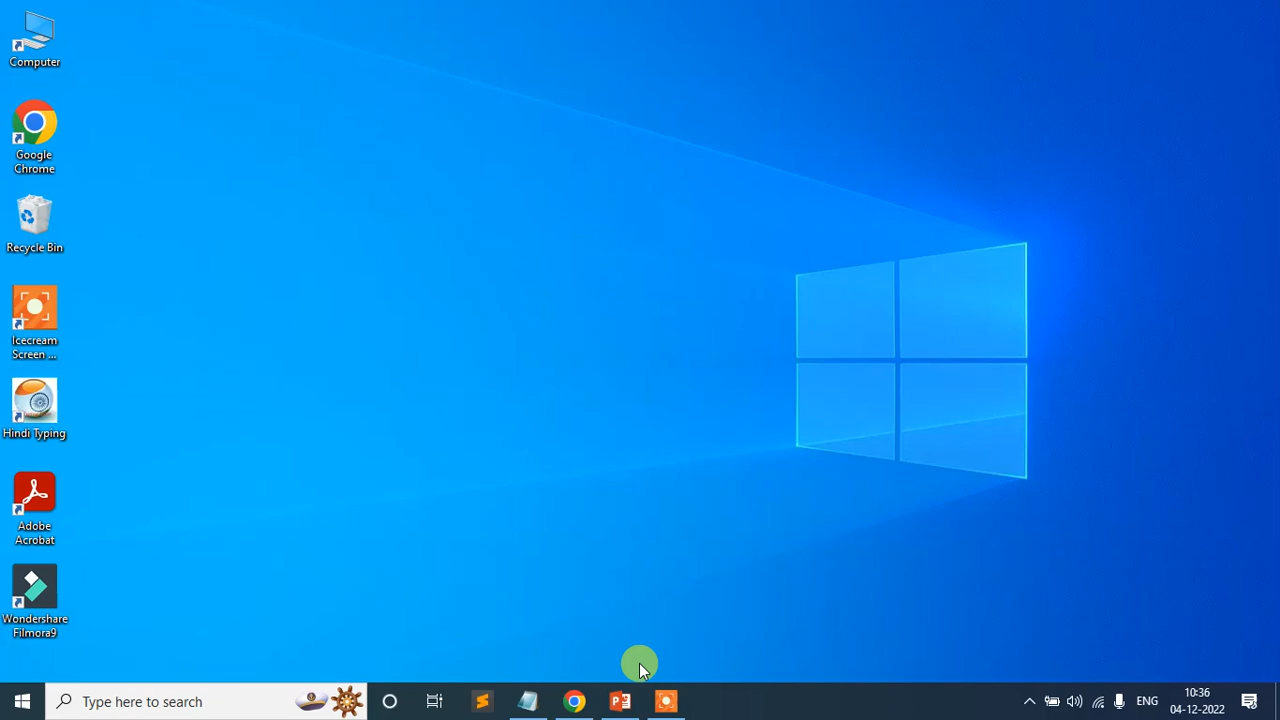 Computer
Google
Chrome
Recycle Bin
Icecream
Screen ...
Hindi Typing
Adobe
Acrobat
Wondershare
Filmora9
Type here to search
ENG
10:36
04-12-2022